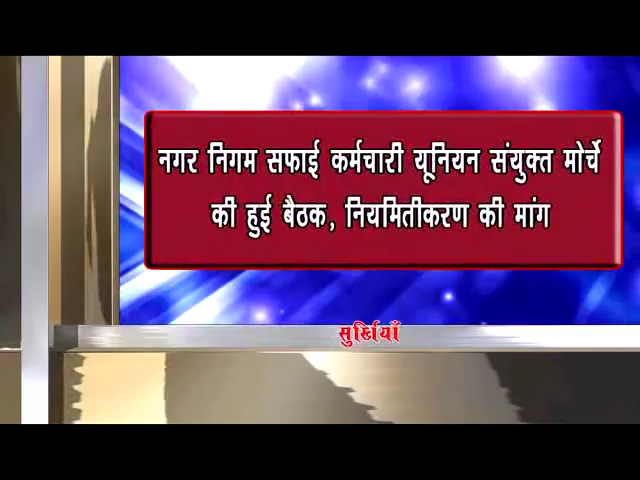 नगर निगम सफाई कर्मचारी यूनियन संयुक्त मोर्चे
की हुई बैठक, नियमितीकरण की मांग
सुर्खियाँ